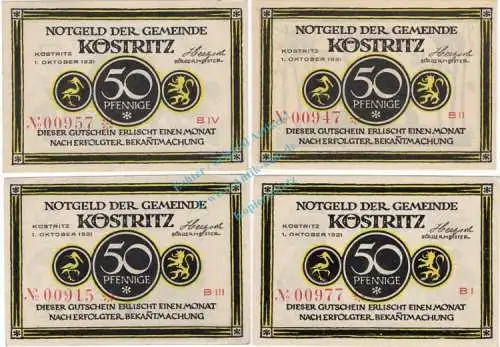 NOTGELD DER GEMEINDE
KÖSTRITZ
KÖSTRITZ
1. OKTOBER 1921
BÜRGERMEISTER
50
PFENNIGE
№ 00957
B IV
DIESER GUTSCHEIN ERLISCHT EINEN MONAT
NACH ERFOLGTER BEKANTMACHUNG
NOTGELD DER GEMEINDE
KÖSTRITZ
KÖSTRITZ
1. OKTOBER 1921
BÜRGERMEISTER
50
PFENNIGE
№ 00947
B II
DIESER GUTSCHEIN ERLISCHT EINEN MONAT
NACH ERFOLGTER BEKANTMACHUNG
NOTGELD DER GEMEINDE
KÖSTRITZ
KÖSTRITZ
1. OKTOBER 1921
BÜRGERMEISTER
50
PFENNIGE
№ 00915
B III
DIESER GUTSCHEIN ERLISCHT EINEN MONAT
NACH ERFOLGTER BEKANTMACHUNG
NOTGELD DER GEMEINDE
KÖSTRITZ
KÖSTRITZ
1. OKTOBER 1921
BÜRGERMEISTER
50
PFENNIGE
№ 00977
B I
DIESER GUTSCHEIN ERLISCHT EINEN MONAT
NACH ERFOLGTER BEKANTMACHUNG